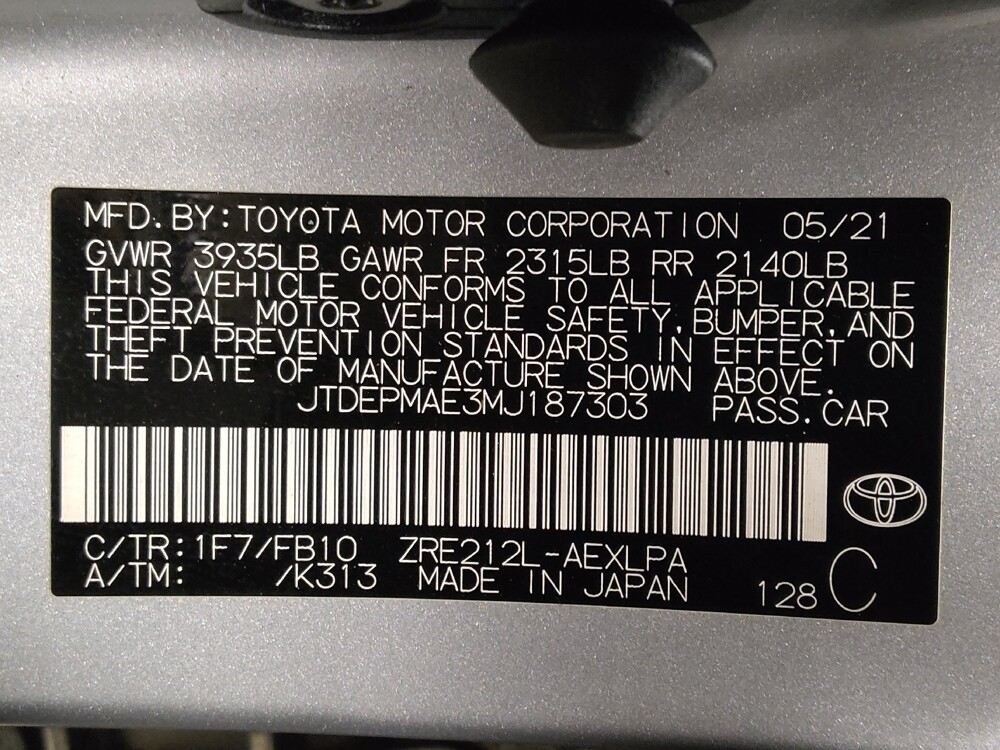 MFD.BY:TOYOTA MOTOR CORPORATION 05/21
GVWR 3935LB GAWR FR 2315LB RR 2140LB
THIS VEHICLE CONFORMS TO ALL APPLICABLE
FEDERAL MOTOR VEHICLE SAFETY,BUMPER,AND
THEFT PREVENTION STANDARDS IN EFFECT ON
THE DATE OF MANUFACTURE SHOWN ABOVE.
JTDEPMAE3MJ187303 PASS.CAR
C/TR:1F7/FB10 ZRE212L-AEXLPA
A/TM: /K313 MADE IN JAPAN 128 C